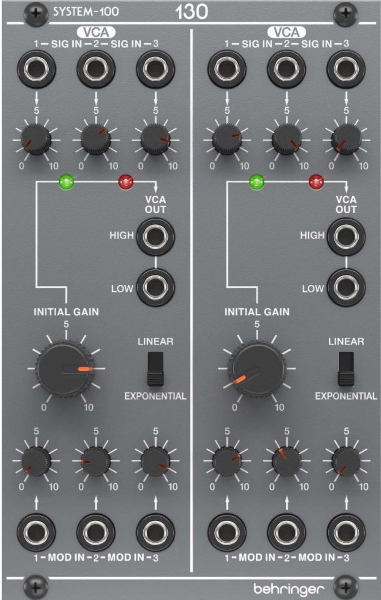 SYSTEM-100 130
VCA VCA
1 – SIG IN – 2 – SIG IN – 3 1 – SIG IN – 2 – SIG IN – 3
5 5 5 5 5 5
0 10 0 10 0 10 0 10 0 10 0 10
VCA OUT VCA OUT
HIGH HIGH
LOW LOW
INITIAL GAIN INITIAL GAIN
5 5
LINEAR LINEAR
0 10 0 10
EXPONENTIAL EXPONENTIAL
5 5 5 5 5 5
0 10 0 10 0 10 0 10 0 10 0 10
1 – MOD IN – 2 – MOD IN – 3 1 – MOD IN – 2 – MOD IN – 3
behringer